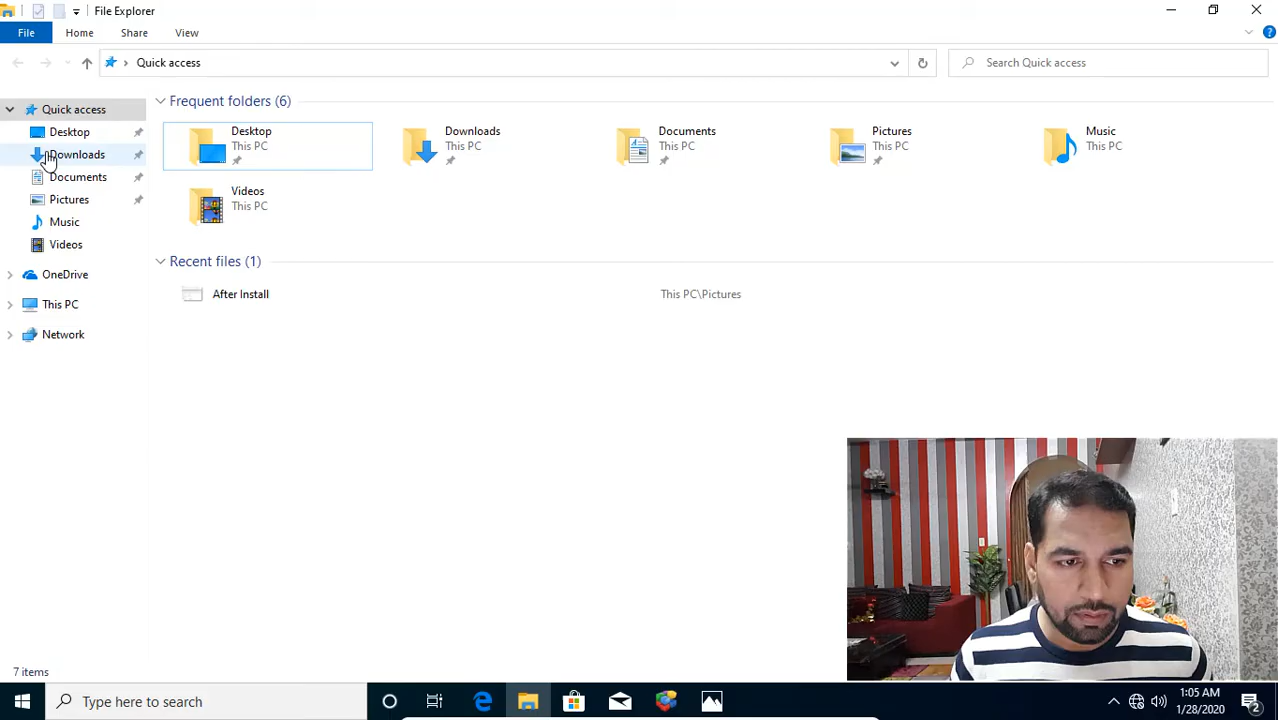 File Explorer
File Home Share View
Quick access
Search Quick access
Quick access
Desktop
Downloads
Documents
Pictures
Music
Videos
OneDrive
This PC
Network
Frequent folders (6)
Desktop
This PC
Downloads
This PC
Documents
This PC
Pictures
This PC
Music
This PC
Videos
This PC
Recent files (1)
After Install This PC\Pictures
7 items
Type here to search
1:05 AM
1/28/2020
2